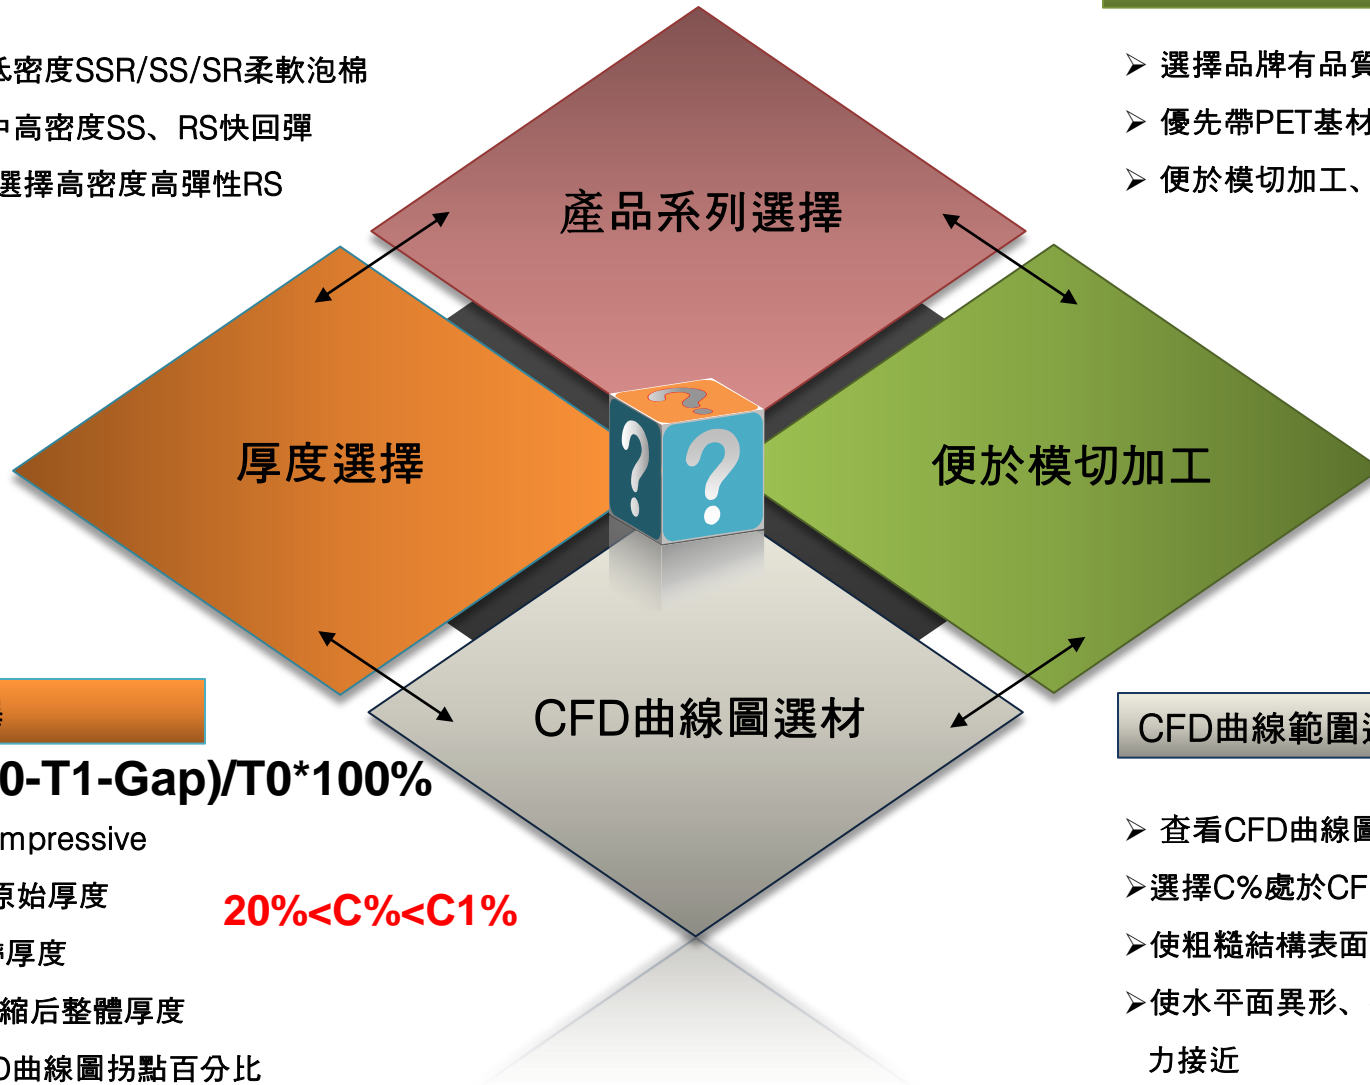 低密度SSR/SS/SR柔軟泡棉
中高密度SS、RS快回彈
選擇高密度高彈性RS
選擇品牌有品質
優先帶PET基材
便於模切加工、
產品系列選擇
厚度選擇
便於模切加工
CFD曲線圖選材
0-T1-Gap)/T0*100%
mpressive
原始厚度
厚度
縮后整體厚度
D曲線圖拐點百分比
20%<C%<C1%
CFD曲線範圍
查看CFD曲線圖
選擇C%處於CF
使粗糙結構表面
使水平面異形、
力接近